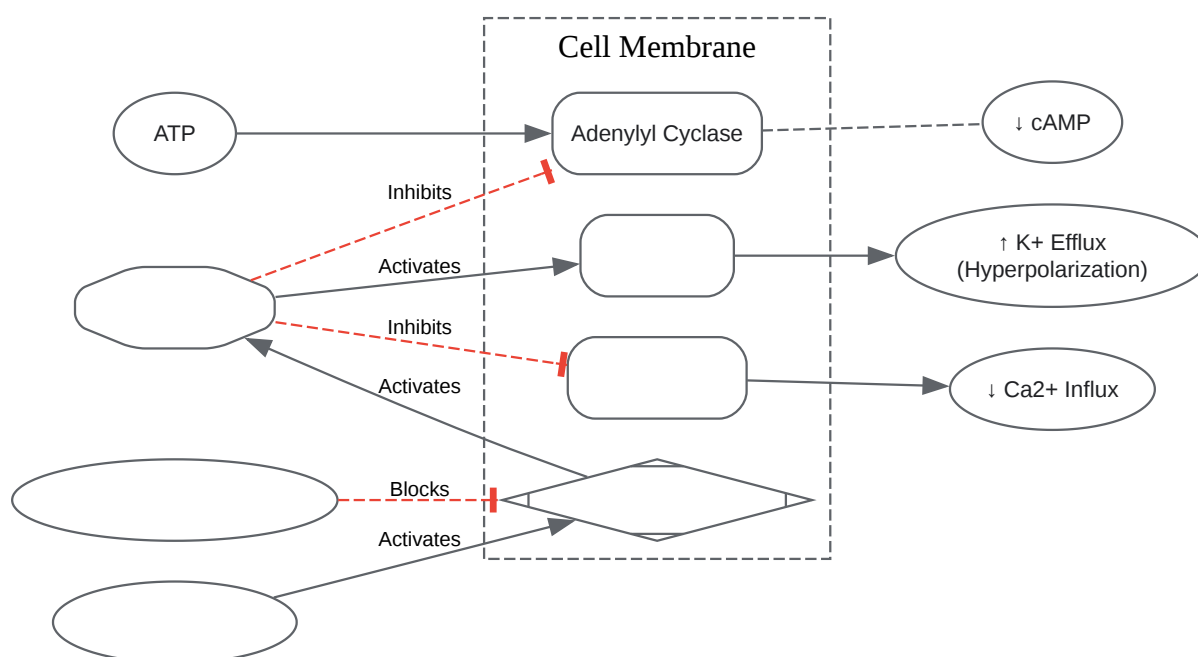 Cell Membrane
ATP
Adenylyl Cyclase
↓ cAMP
Inhibits
↑ K+ Efflux
(Hyperpolarization)
Activates
Inhibits
Activates
↓ Ca2+ Influx
Blocks
Activates